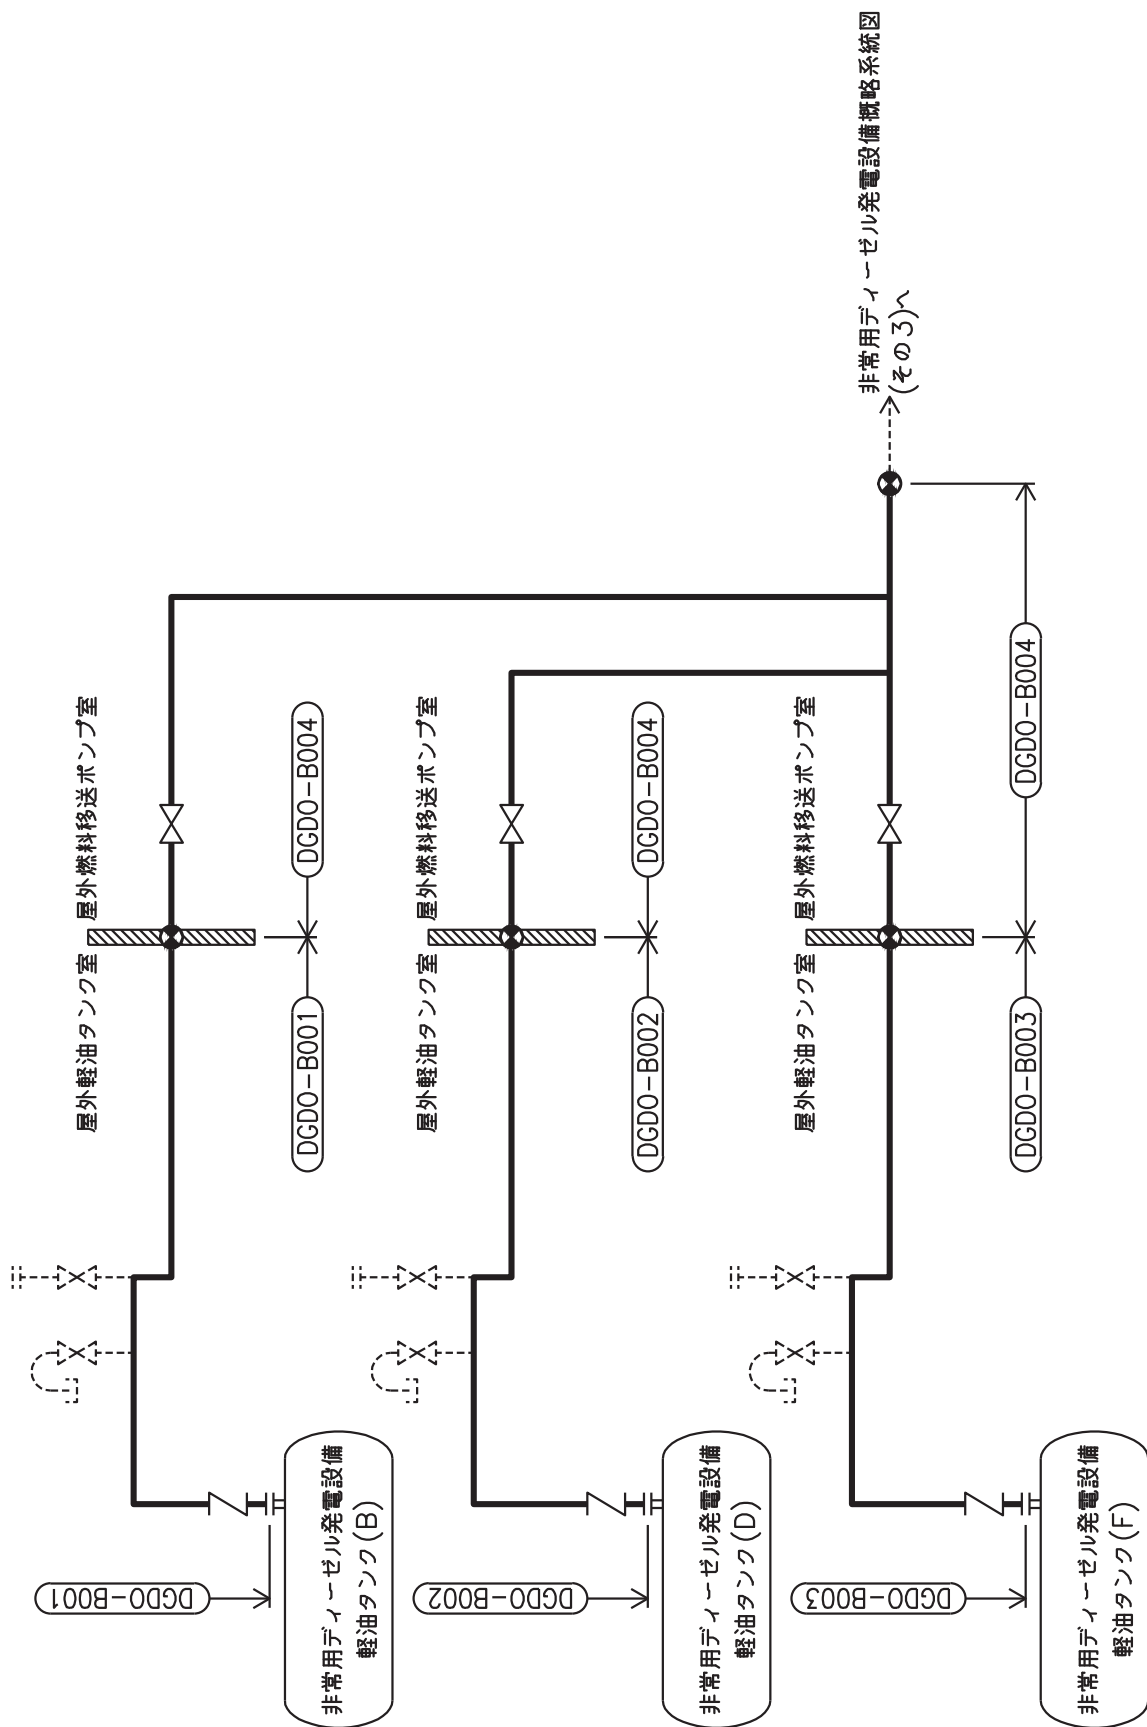 非常用ディーゼル発電設備
軽油タンク(B)
DGDO-B001
屋外軽油タンク室
屋外燃料移送ポンプ室
DGDO-B001
DGDO-B004
非常用ディーゼル発電設備
軽油タンク(D)
DGDO-B002
屋外軽油タンク室
屋外燃料移送ポンプ室
DGDO-B002
DGDO-B004
非常用ディーゼル発電設備
軽油タンク(F)
DGDO-B003
屋外軽油タンク室
屋外燃料移送ポンプ室
DGDO-B003
DGDO-B004
非常用ディーゼル発電設備概略系統図
(その3)へ